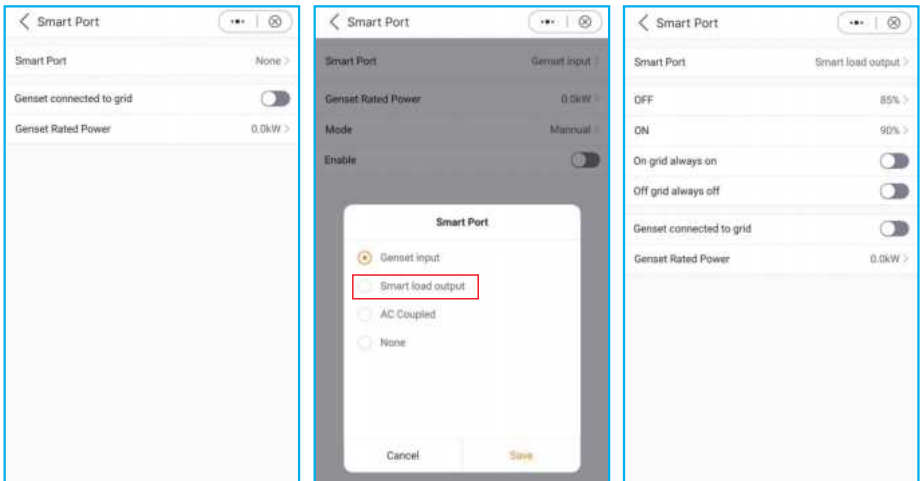 Smart Port
Smart Port None
Genset connected to grid
Genset Rated Power 0.0kW
Smart Port
Smart Port Genset input
Genset Rated Power 0.0kW
Mode Mannual
Enable
Smart Port
Genset input
Smart load output
AC Coupled
None
Cancel Save
Smart Port
Smart Port Smart load output
OFF 85%
ON 90%
On grid always on
Off grid always off
Genset connected to grid
Genset Rated Power 0.0kW